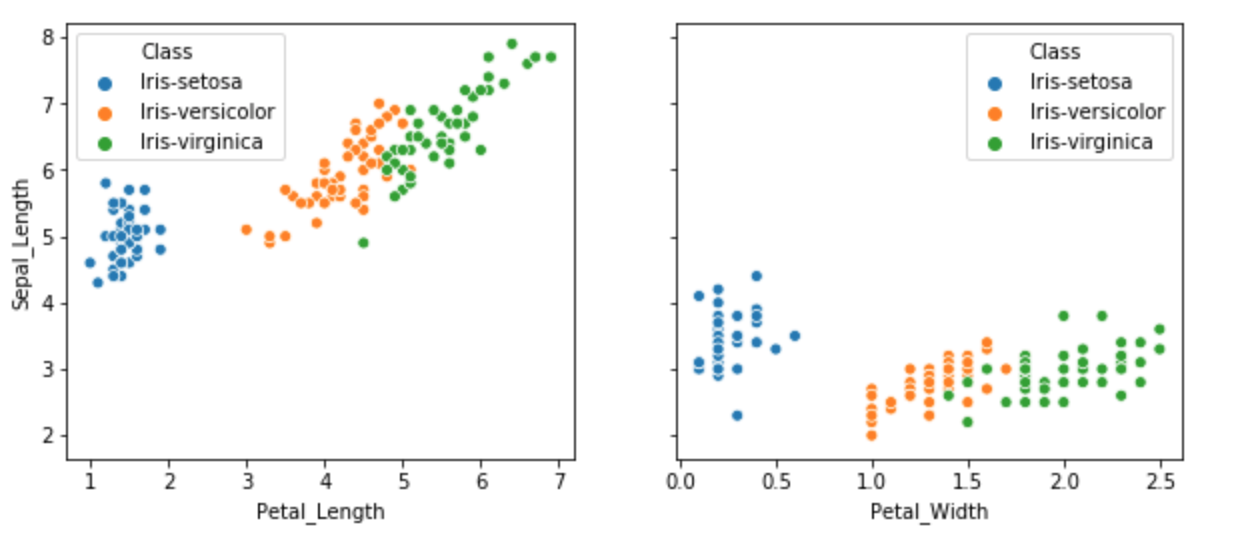 Class
Iris-setosa
Iris-versicolor
Iris-virginica
8
7
6
5
4
3
2
Sepal_Length
1 2 3 4 5 6 7
Petal_Length
Class
Iris-setosa
Iris-versicolor
Iris-virginica
0.0 0.5 1.0 1.5 2.0 2.5
Petal_Width